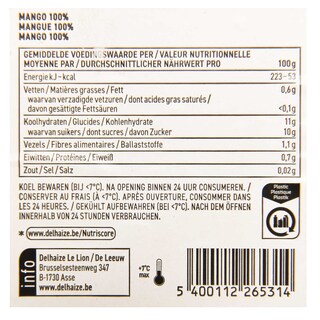 MANGO 100%
MANGUE 100%
MANGO 100%
GEMIDDELDE VOEDINGSWAARDE PER / VALEUR NUTRITIONNELLE
MOYENNE PAR / DURCHSCHNITTLICHER NÄHRWERT PRO 100g
Energie kJ - kcal 223-53
Vetten / Matières grasses / Fett 0,6g
waarvan verzadigde vetzuren / dont acides gras saturés /
davon gesättigte Fettsäuren <0,1g
Koolhydraten / Glucides / Kohlenhydrate 11g
waarvan suikers / dont sucres / davon Zucker 10g
Vezels / Fibres alimentaires / Ballaststoffe 1,1g
Eiwitten / Protéines / Eiweiß 0,7g
Zout / Sel / Salz 0,02g
KOEL BEWAREN (BIJ <7°C). NA OPENING BINNEN 24 UUR CONSUMEREN. /
CONSERVER AU FRAIS (À <7°C). APRÈS OUVERTURE, CONSOMMER DANS
LES 24 HEURES. / GEKÜHLT AUFBEWAHREN (BEI <7°C). NACH DEM ÖFFNEN
INNERHALB VON 24 STUNDEN VERBRAUCHEN.
Plastic
Plastique
* www.delhaize.be/Nutriscore
info
Delhaize Le Lion / De Leeuw
Brusselsesteenweg 347
B-1730 Asse
delhaize.be
+7°C
max
5 400112 265314